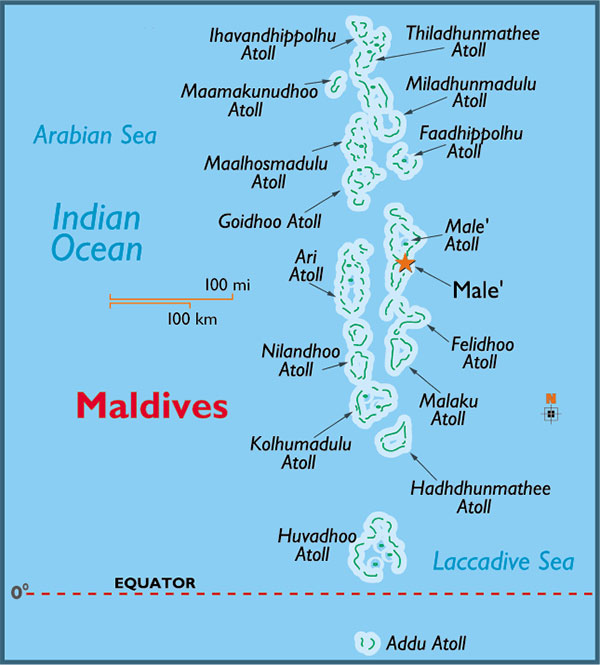 Ihavandhippolhu
Atoll
Thiladhunmathee
Atoll
Maamakunudhoo
Atoll
Miladhunmadulu
Atoll
Arabian Sea
Faadhippolhu
Atoll
Maalhosmadulu
Atoll
Goidhoo Atoll
Indian
Ocean
Male'
Atoll
Ari
Atoll
Male'
100 mi
100 km
Felidhoo
Atoll
Nilandhoo
Atoll
Maldives
Malaku
Atoll
N
Kolhumadulu
Atoll
Hadhdhunmathee
Atoll
Huvadhoo
Atoll
Laccadive Sea
EQUATOR
0°
Addu Atoll